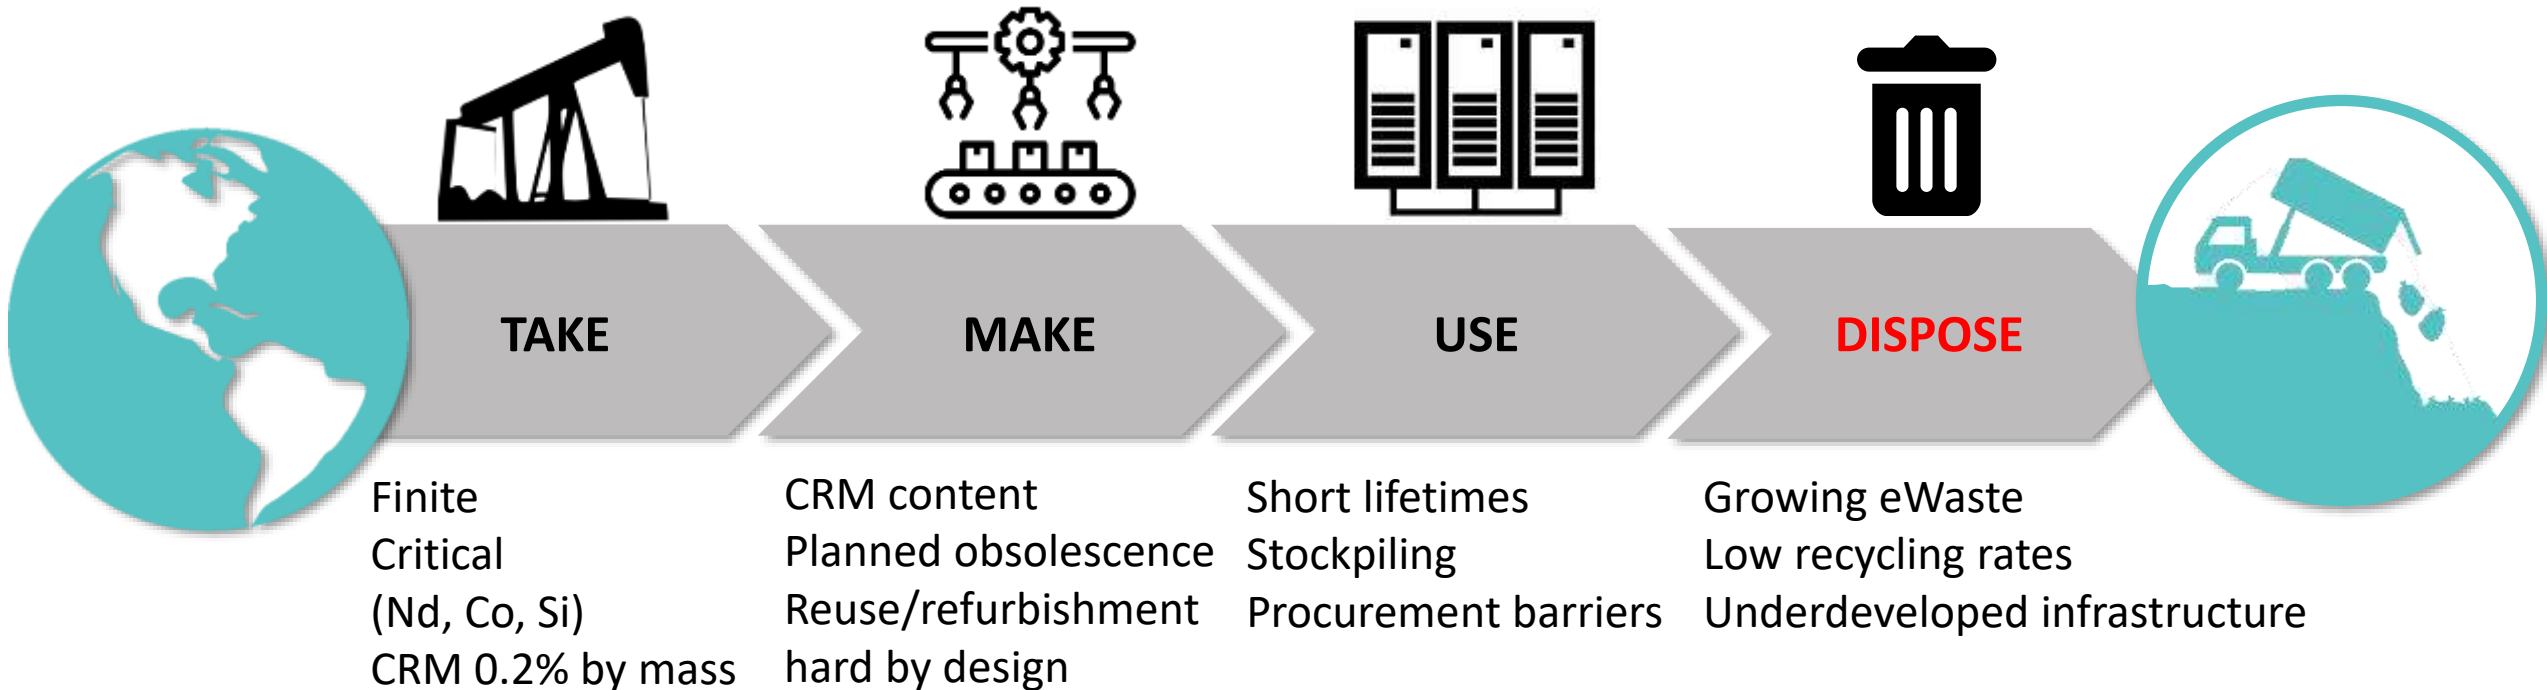 TAKE
MAKE
USE
DISPOSE
Finite
Critical
(Nd, Co, Si)
CRM 0.2% by mass
CRM content
Planned obsolescence
Reuse/refurbishment
hard by design
Short lifetimes
Stockpiling
Procurement barriers
Growing eWaste
Low recycling rates
Underdeveloped infrastructure